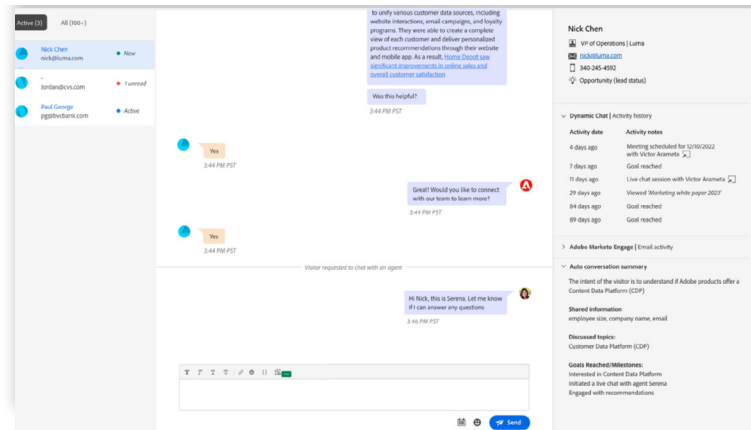 Active (3)
All (100+)
Nick Chen
nick@luma.com
New
-
Jordan@cvs.com
1 unread
Paul George
pg@bvcbank.com
Active
to unify various customer data sources, including
website interactions, email campaigns, and loyalty
programs. They were able to create a complete
view of each customer and deliver personalized
product recommendations through their website
and mobile app. As a result, Home Depot saw
significant improvements in online sales and
overall customer satisfaction
Was this helpful?
3:44 PM PST
Yes
3:44 PM PST
Great! Would you like to connect
with our team to learn more?
3:44 PM PST
Yes
3:44 PM PST
Visitor requested to chat with an agent
Hi Nick, this is Serena. Let me know
if I can answer any questions
3:46 PM PST
Send
Nick Chen
VP of Operations | Luma
nick@luma.com
340-245-4592
Opportunity (lead status)
Dynamic Chat | Activity history
Activity date Activity notes
4 days ago Meeting scheduled for 12/10/2022
with Victor Arameta
7 days ago Goal reached
11 days ago Live chat session with Victor Arameta
29 days ago Viewed 'Marketing white paper 2023'
84 days ago Goal reached
89 days ago Goal reached
Adobe Marketo Engage | Email activity
Auto conversation summary
The intent of the visitor is to understand if Adobe products offer a
Content Data Platform (CDP)
Shared information
employee size, company name, email
Discussed topics:
Customer Data Platform (CDP)
Goals Reached/Milestones:
Interested in Content Data Platform
Initiated a live chat with agent Serena
Engaged with recommendations